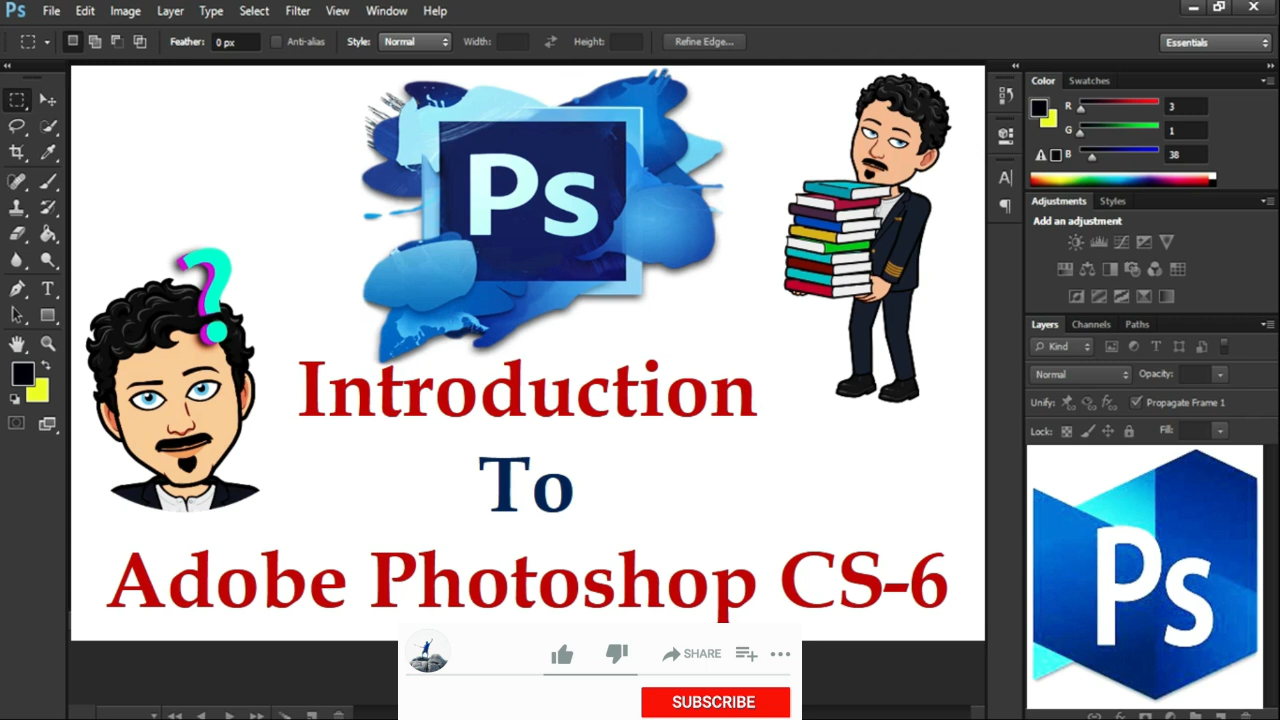 Ps File Edit Image Layer Type Select Filter View Window Help
Feather: 0 px Anti-alias Style: Normal Width: Height: Refine Edge... Essentials
Color Swatches
R 3
G 1
B 38
Adjustments Styles
Add an adjustment
Layers Channels Paths
Kind
Normal Opacity:
Unify: Propagate Frame 1
Lock: Fill:
Ps
?
Introduction
To
Adobe Photoshop CS-6
Ps
SHARE
SUBSCRIBE